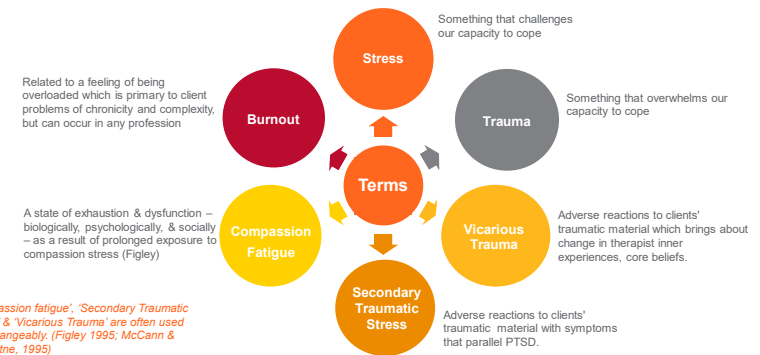 Something that challenges
our capacity to cope
Stress
Related to a feeling of being
overloaded which is primary to client
problems of chronicity and complexity,
but can occur in any profession
Burnout
Trauma
Something that overwhelms our
capacity to cope
Terms
A state of exhaustion & dysfunction –
biologically, psychologically, & socially
– as a result of prolonged exposure to
compassion stress (Figley)
Compassion
Fatigue
Vicarious
Trauma
Adverse reactions to clients'
traumatic material which brings about
change in therapist inner
experiences, core beliefs.
Secondary
Traumatic
Stress
Adverse reactions to clients'
traumatic material with symptoms
that parallel PTSD.
fatigue', 'Secondary Traumatic
& 'Vicarious Trauma' are often used
(Figley 1995; McCann &
1995)